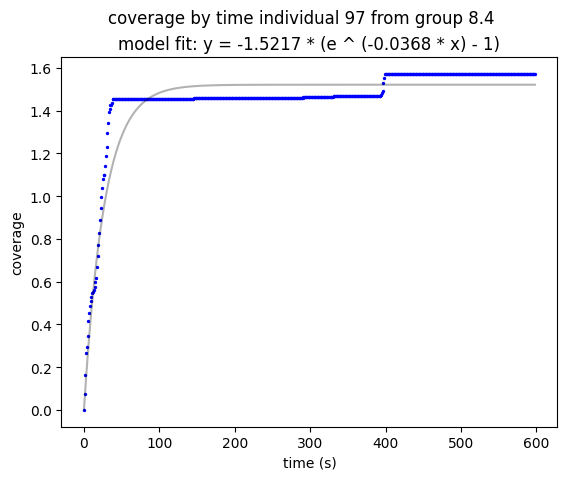 coverage by time individual 97 from group 8.4
model fit: y = -1.5217 * (e ^ (-0.0368 * x) - 1)
1.6
1.4
1.2
1.0
0.8
0.6
0.4
0.2
0.0
coverage
0 100 200 300 400 500 600
time (s)